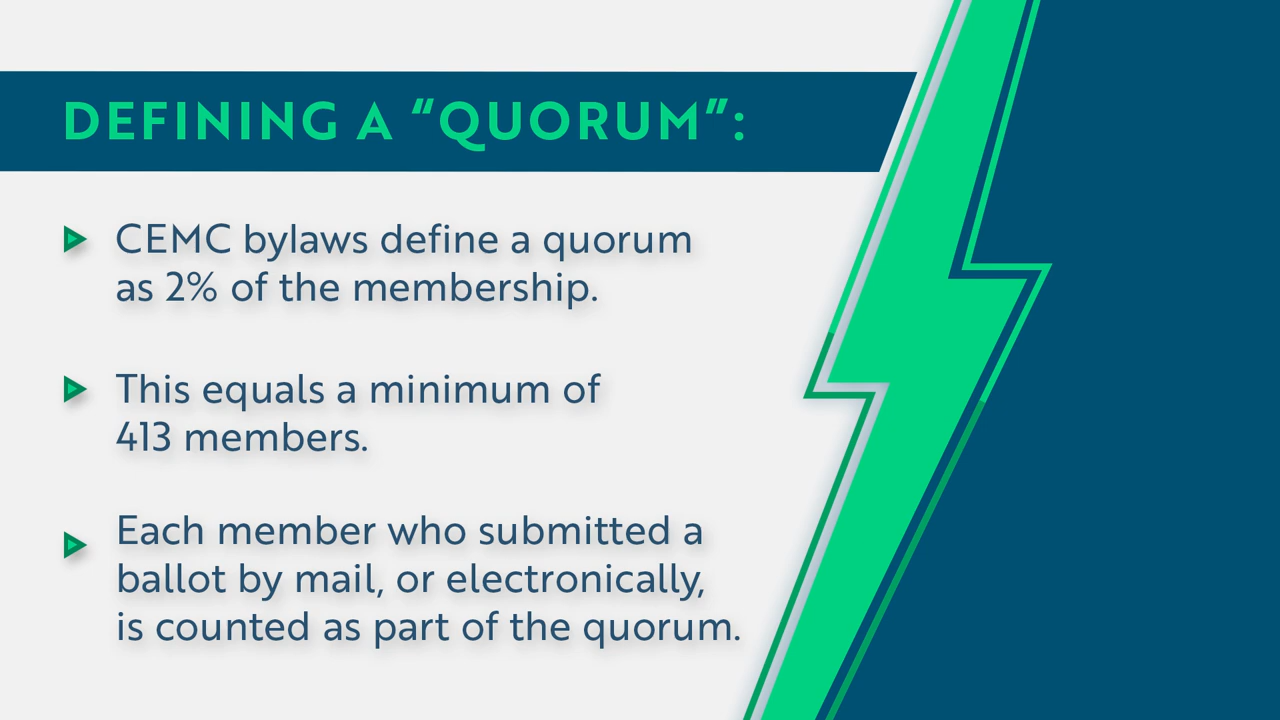 DEFINING A “QUORUM”:
CEMC bylaws define a quorum
as 2% of the membership.
This equals a minimum of
413 members.
Each member who submitted a
ballot by mail, or electronically,
is counted as part of the quorum.